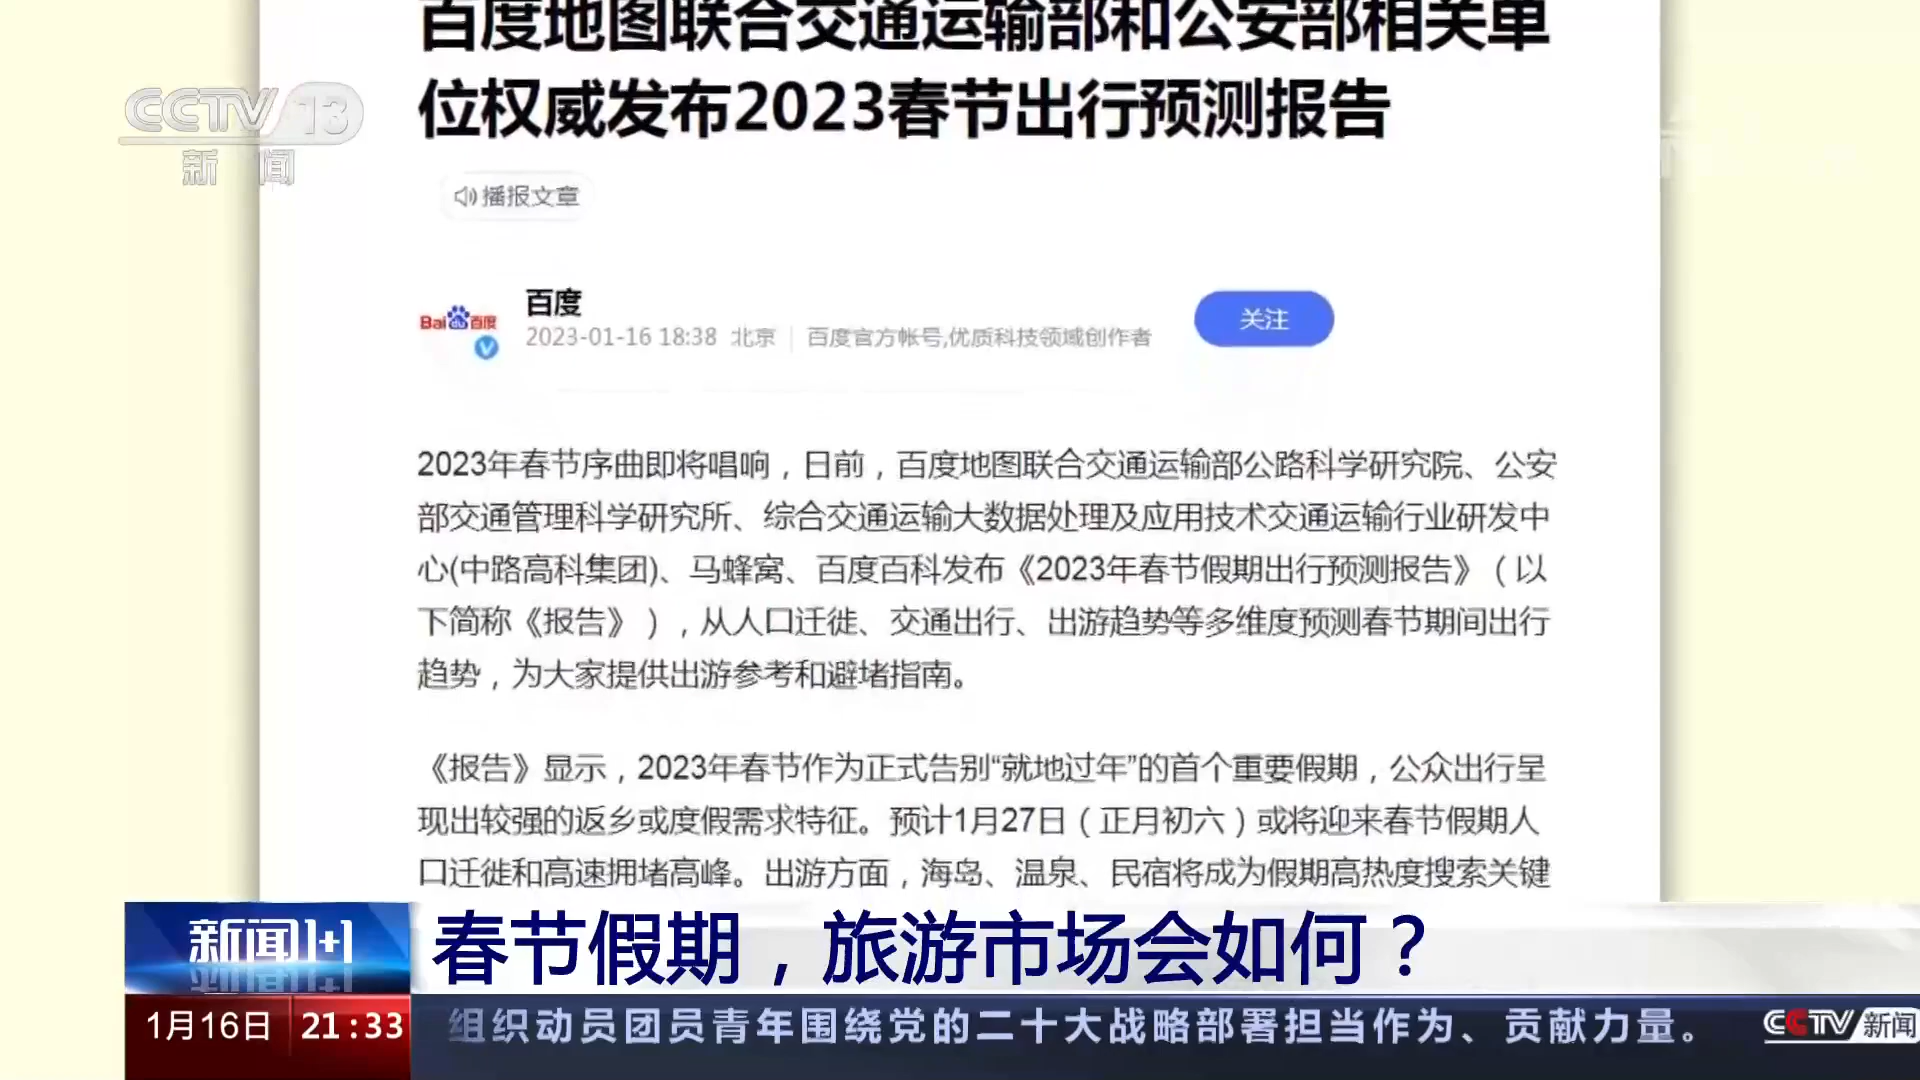 百度地图联合交通运输部和公安部相关单
位权威发布2023春节出行预测报告
CCTV 13
新闻
播报文章
Bai du 百度
百度
2023-01-16 18:38 北京 | 百度官方帐号,优质科技领域创作者
关注
2023年春节序曲即将唱响，日前，百度地图联合交通运输部公路科学研究院、公安
部交通管理科学研究所、综合交通运输大数据处理及应用技术交通运输行业研发中
心(中路高科集团)、马蜂窝、百度百科发布《2023年春节假期出行预测报告》（以
下简称《报告》），从人口迁徙、交通出行、出游趋势等多维度预测春节期间出行
趋势，为大家提供出游参考和避堵指南。
《报告》显示，2023年春节作为正式告别“就地过年”的首个重要假期，公众出行呈
现出较强的返乡或度假需求特征。预计1月27日（正月初六）或将迎来春节假期人
口迁徙和高速拥堵高峰。出游方面，海岛、温泉、民宿将成为假期高热度搜索关键
新闻1+1
春节假期，旅游市场会如何？
1月16日 21:33
组织动员团员青年围绕党的二十大战略部署担当作为、贡献力量。
CCTV新闻